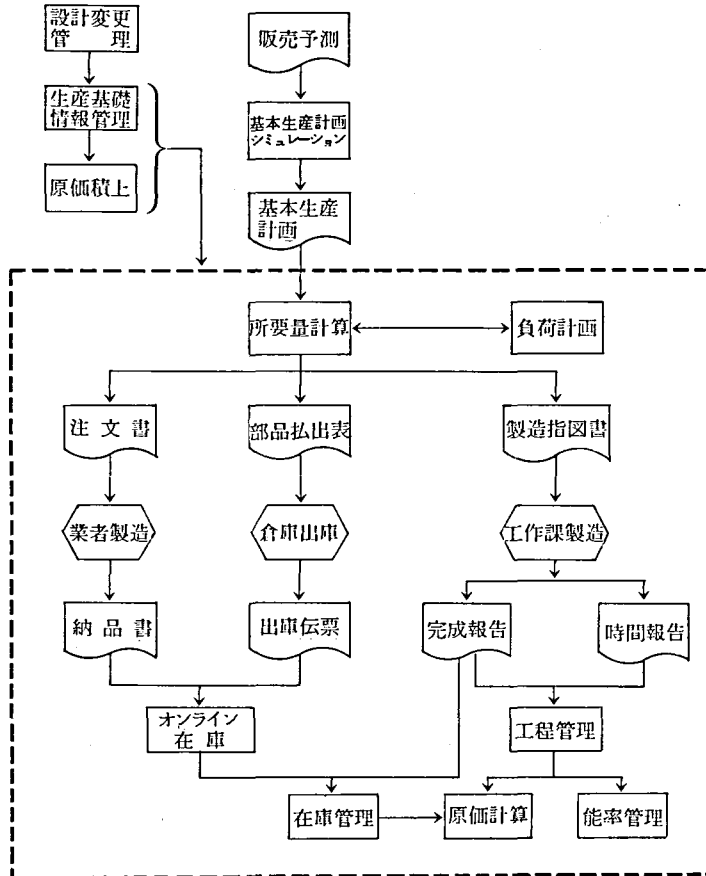 設計変更
管理
生産基礎
情報管理
原価積上
販売予測
基本生産計画
シミュレーション
基本生産
計画
所要量計算
負荷計画
注文書
部品払出表
製造指図書
業者製造
倉庫出庫
工作課製造
納品書
出庫伝票
完成報告
時間報告
オンライン
在庫
工程管理
在庫管理
原価計算
能率管理